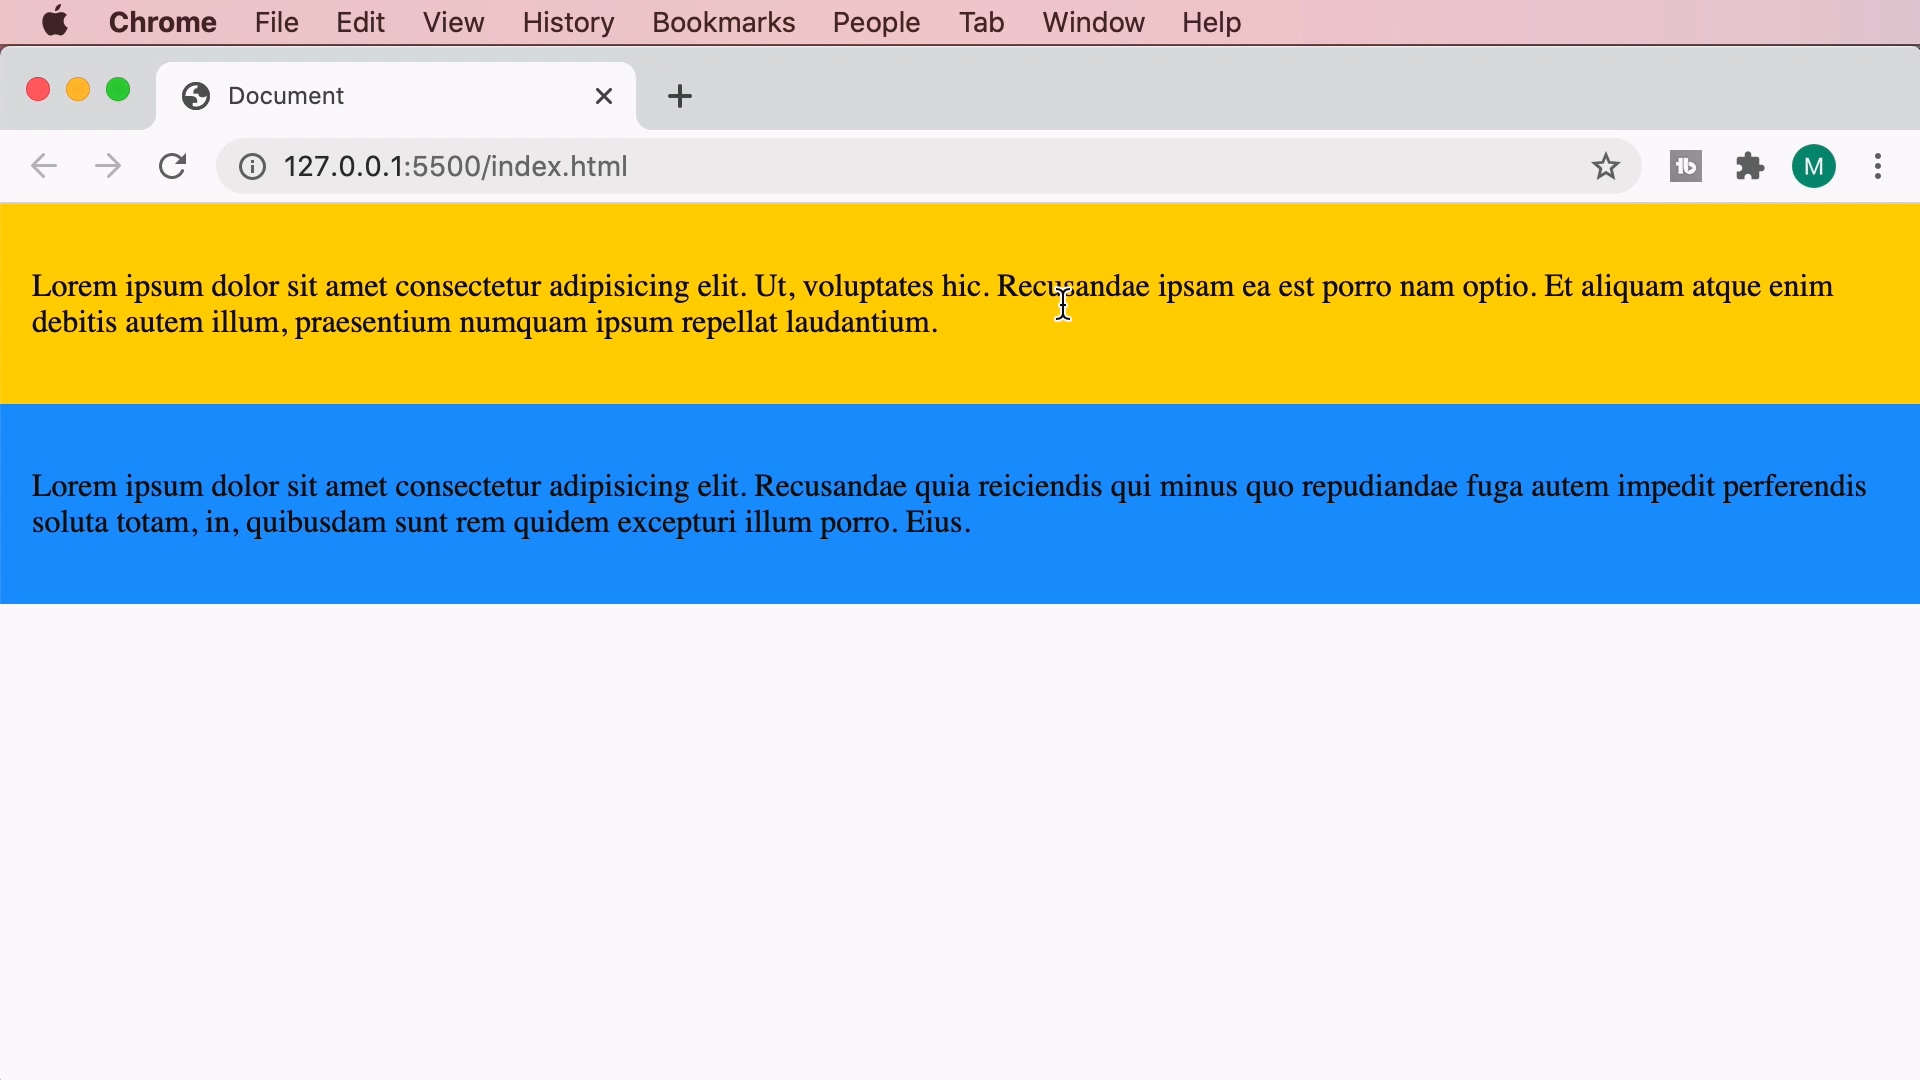 Chrome File Edit View History Bookmarks People Tab Window Help
Document
127.0.0.1:5500/index.html
M
Lorem ipsum dolor sit amet consectetur adipisicing elit. Ut, voluptates hic. Recusandae ipsam ea est porro nam optio. Et aliquam atque enim
debitis autem illum, praesentium numquam ipsum repellat laudantium.
Lorem ipsum dolor sit amet consectetur adipisicing elit. Recusandae quia reiciendis qui minus quo repudiandae fuga autem impedit perferendis
soluta totam, in, quibusdam sunt rem quidem excepturi illum porro. Eius.